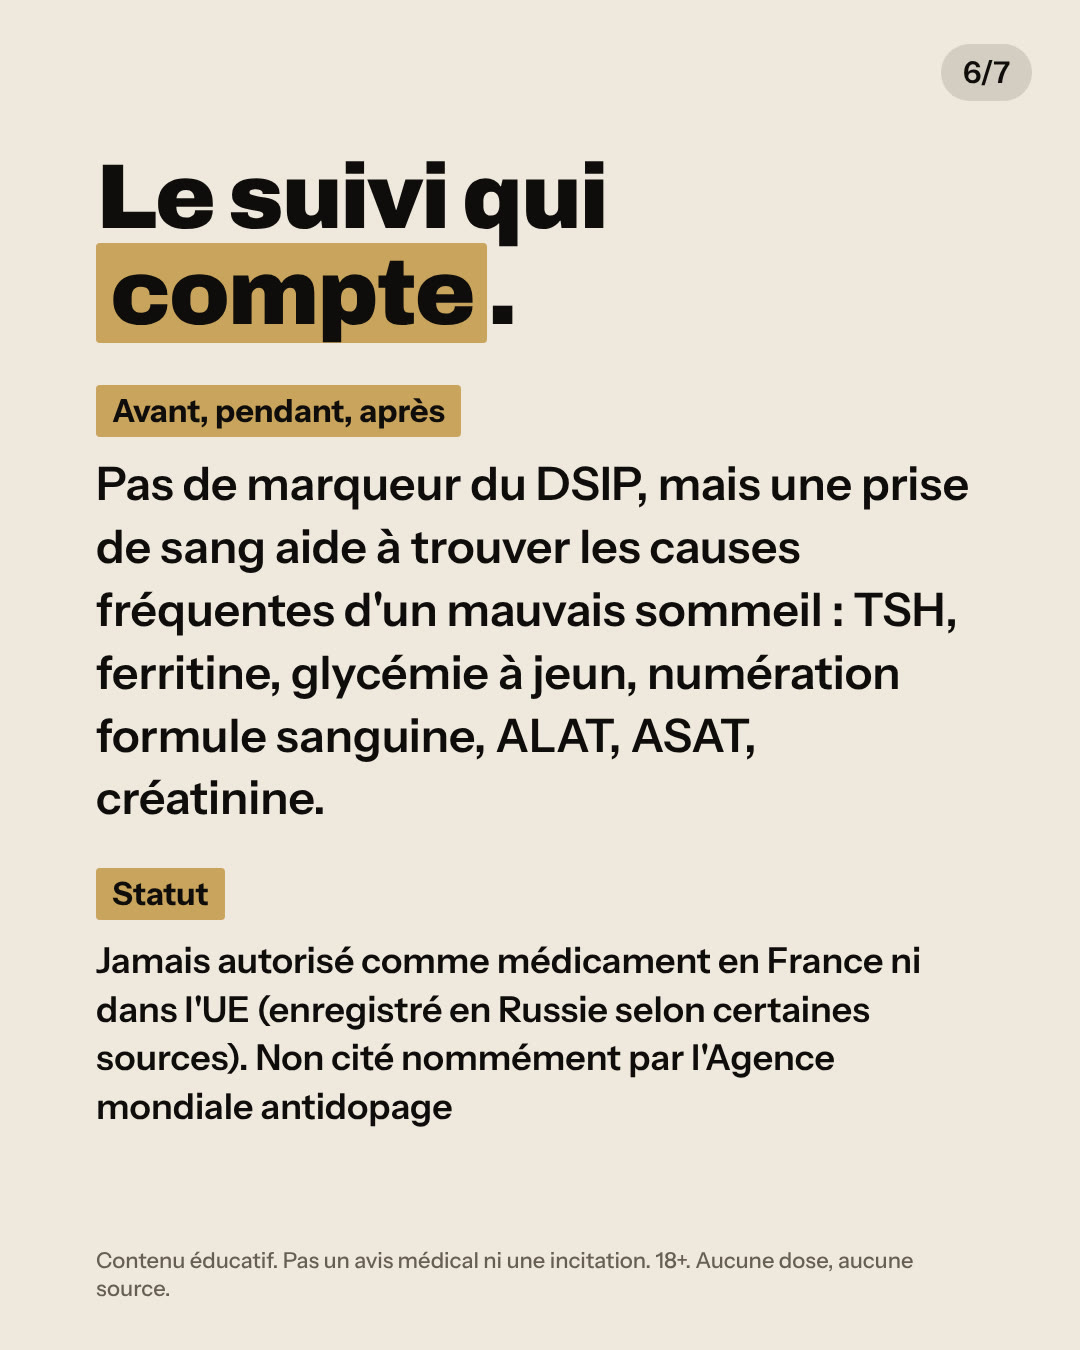 6/7
Le suivi qui
compte.
Avant, pendant, après
Pas de marqueur du DSIP, mais une prise
de sang aide à trouver les causes
fréquentes d'un mauvais sommeil : TSH,
ferritine, glycémie à jeun, numération
formule sanguine, ALAT, ASAT,
créatinine.
Statut
Jamais autorisé comme médicament en France ni
dans l'UE (enregistré en Russie selon certaines
sources). Non cité nommément par l'Agence
mondiale antidopage
Contenu éducatif. Pas un avis médical ni une incitation. 18+. Aucune dose, aucune
source.